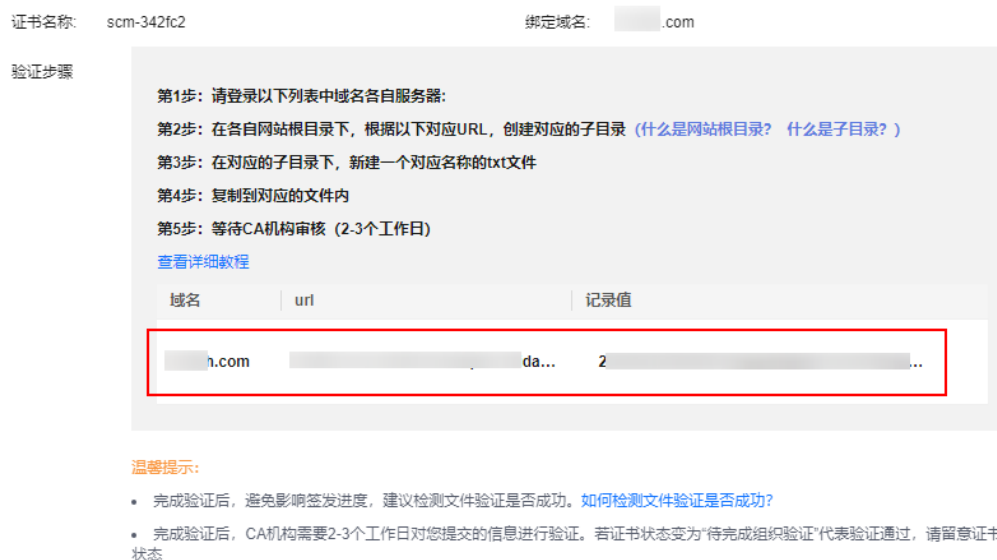 证书名称: scm-342fc2 绑定域名: .com
验证步骤
第1步：请登录以下列表中域名各自服务器:
第2步：在各自网站根目录下，根据以下对应URL，创建对应的子目录（什么是网站根目录? 什么是子目录?）
第3步：在对应的子目录下，新建一个对应名称的txt文件
第4步：复制到对应的文件内
第5步：等待CA机构审核（2-3个工作日）
查看详细教程
域名 url 记录值
h.com da... 2 ...
温馨提示:
• 完成验证后，避免影响签发进度，建议检测文件验证是否成功。如何检测文件验证是否成功?
• 完成验证后，CA机构需要2-3个工作日对您提交的信息进行验证。若证书状态变为“待完成组织验证”代表验证通过，请留意证书
状态